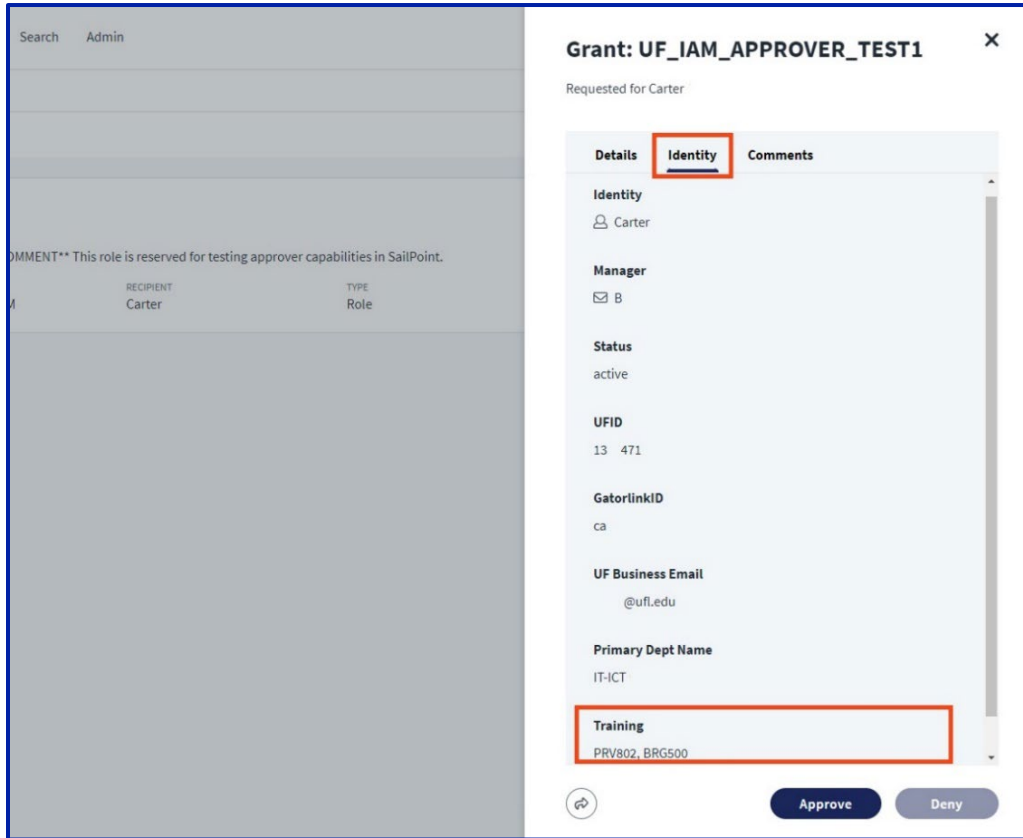 Search Admin
OMMENT** This role is reserved for testing approver capabilities in SailPoint.
M
RECIPIENT
Carter
TYPE
Role
Grant: UF_IAM_APPROVER_TEST1
Requested for Carter
Details Identity Comments
Identity
Carter
Manager
B
Status
active
UFID
13 471
GatorlinkID
ca
UF Business Email
@ufl.edu
Primary Dept Name
IT-ICT
Training
PRV802, BRG500
Approve Deny